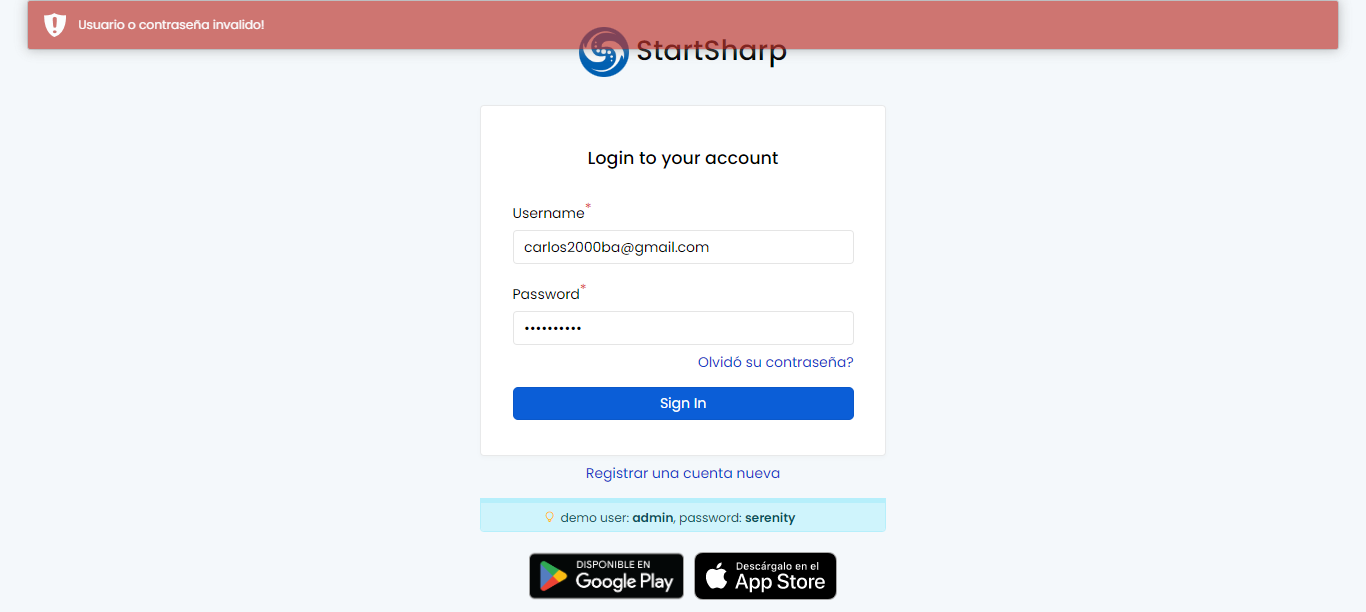 Usuario o contraseña invalido!
StartSharp
Login to your account
Username*
carlos2000ba@gmail.com
Password*
••••••••••
Olvidó su contraseña?
Sign In
Registrar una cuenta nueva
demo user: admin, password: serenity
DISPONIBLE EN
Google Play
Descárgalo en el
App Store